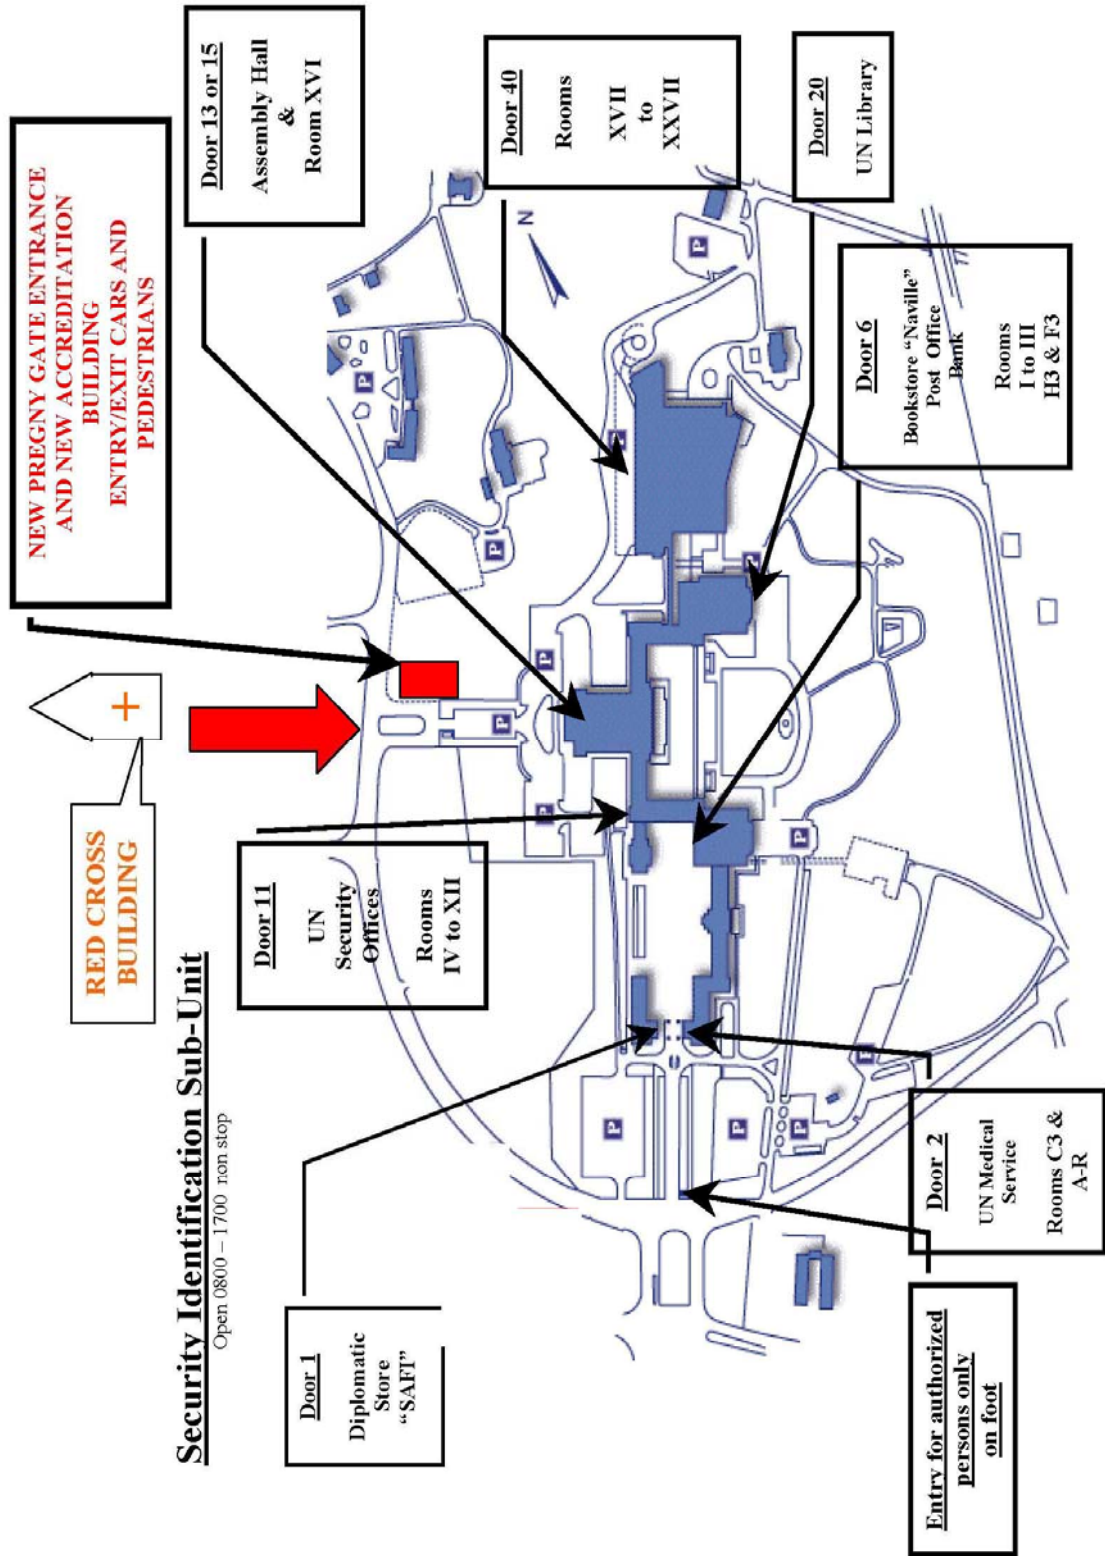 Security Identification Sub-Unit
Open 0800 – 1700 non stop
RED CROSS
BUILDING
NEW PREGNY GATE ENTRANCE
AND NEW ACCREDITATION
BUILDING
ENTRY/EXIT CARS AND
PEDESTRIANS
Door 1
Diplomatic
Store
“SAFI”
Door 11
UN
Security
Offices
Rooms
IV to XII
Door 13 or 15
Assembly Hall
&
Room XVI
Door 40
Rooms
XVII
to
XXVII
Door 20
UN Library
Door 6
Bookstore “Naville”
Post Office
Bank
Rooms
I to III
H3 & F3
Door 2
UN Medical
Service
Rooms C3 &
A-R
Entry for authorized
persons only
on foot
N
P
P
P
P
P
P
P
P
P
P
P
P
P
P